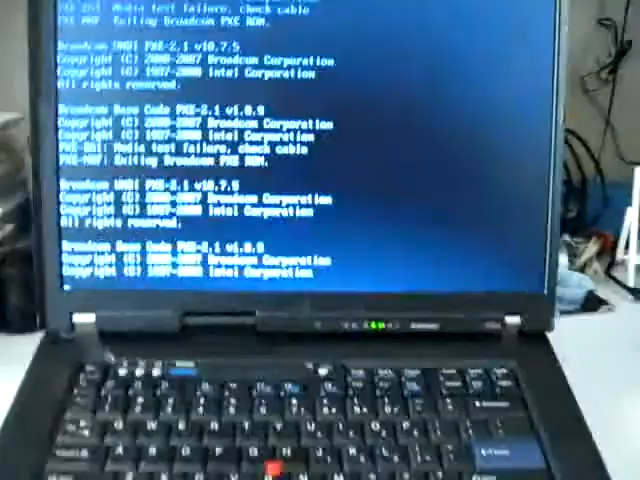 PXE-E61: Media test failure, check cable
PXE-M0F: Exiting Broadcom PXE ROM.
Broadcom UNDI PXE-2.1 v10.7.5
Copyright (C) 2000-2007 Broadcom Corporation
Copyright (C) 1997-2000 Intel Corporation
All rights reserved.
Broadcom Base Code PXE-2.1 v1.0.9
Copyright (C) 2000-2007 Broadcom Corporation
Copyright (C) 1997-2000 Intel Corporation
PXE-E61: Media test failure, check cable
PXE-M0F: Exiting Broadcom PXE ROM.
Broadcom UNDI PXE-2.1 v10.7.5
Copyright (C) 2000-2007 Broadcom Corporation
Copyright (C) 1997-2000 Intel Corporation
All rights reserved.
Broadcom Base Code PXE-2.1 v1.0.9
Copyright (C) 2000-2007 Broadcom Corporation
Copyright (C) 1997-2000 Intel Corporation